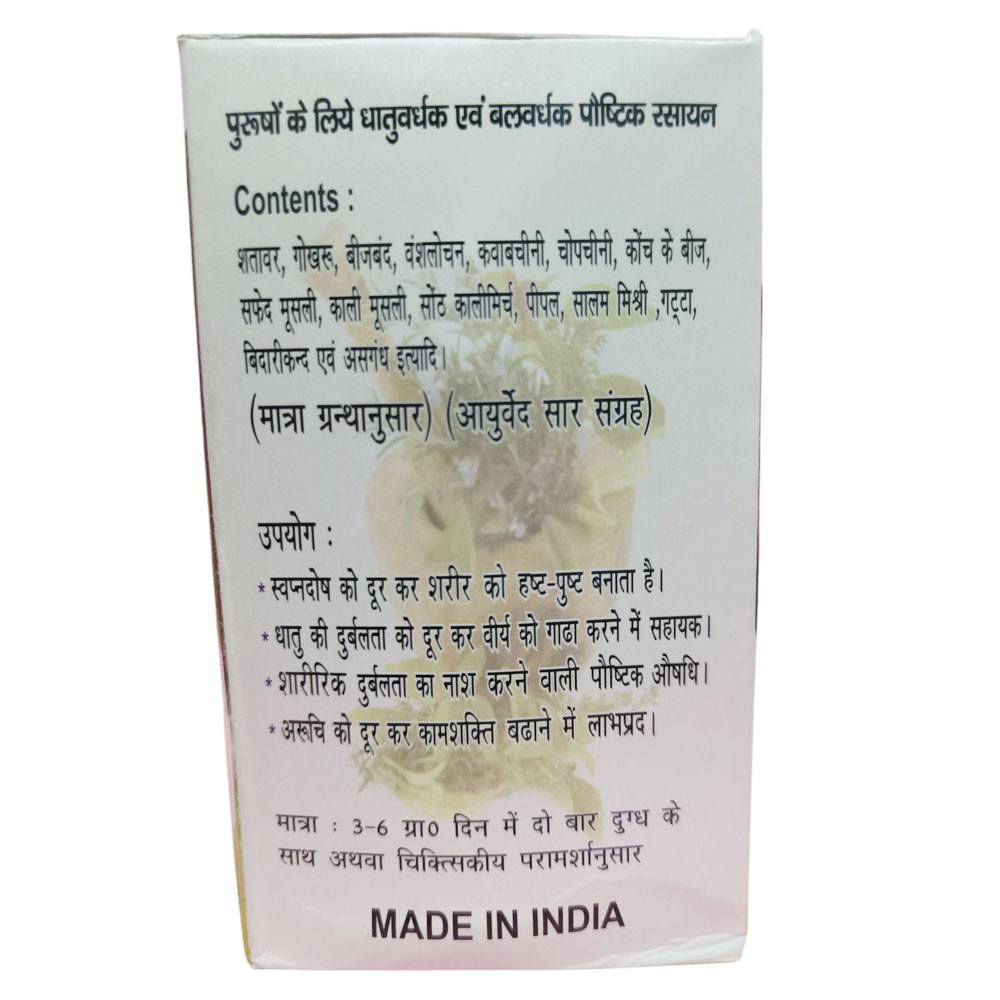 पुरूषों के लिये धातुवर्धक एवं बलवर्धक पौष्टिक रसायन
Contents :
शतावर, गोखरू, बीजबंद, वंशलोचन, कवाबचीनी, चोपचीनी, कोंच के बीज,
सफेद मूसली, काली मूसली, सोंठ कालीमिर्च, पीपल, सालम मिश्री ,गट्टा,
बिदारीकन्द एवं असगंध इत्यादि।
(मात्रा ग्रन्थानुसार) (आयुर्वेद सार संग्रह)
उपयोग :
* स्वप्नदोष को दूर कर शरीर को हष्ट-पुष्ट बनाता है।
* धातु की दुर्बलता को दूर कर वीर्य को गाढा करने में सहायक।
* शारीरिक दुर्बलता का नाश करने वाली पौष्टिक औषधि।
* अरूचि को दूर कर कामशक्ति बढाने में लाभप्रद।
मात्रा : 3-6 ग्रा0 दिन में दो बार दुग्ध के
साथ अथवा चिक्त्सिकीय परामर्शानुसार
MADE IN INDIA